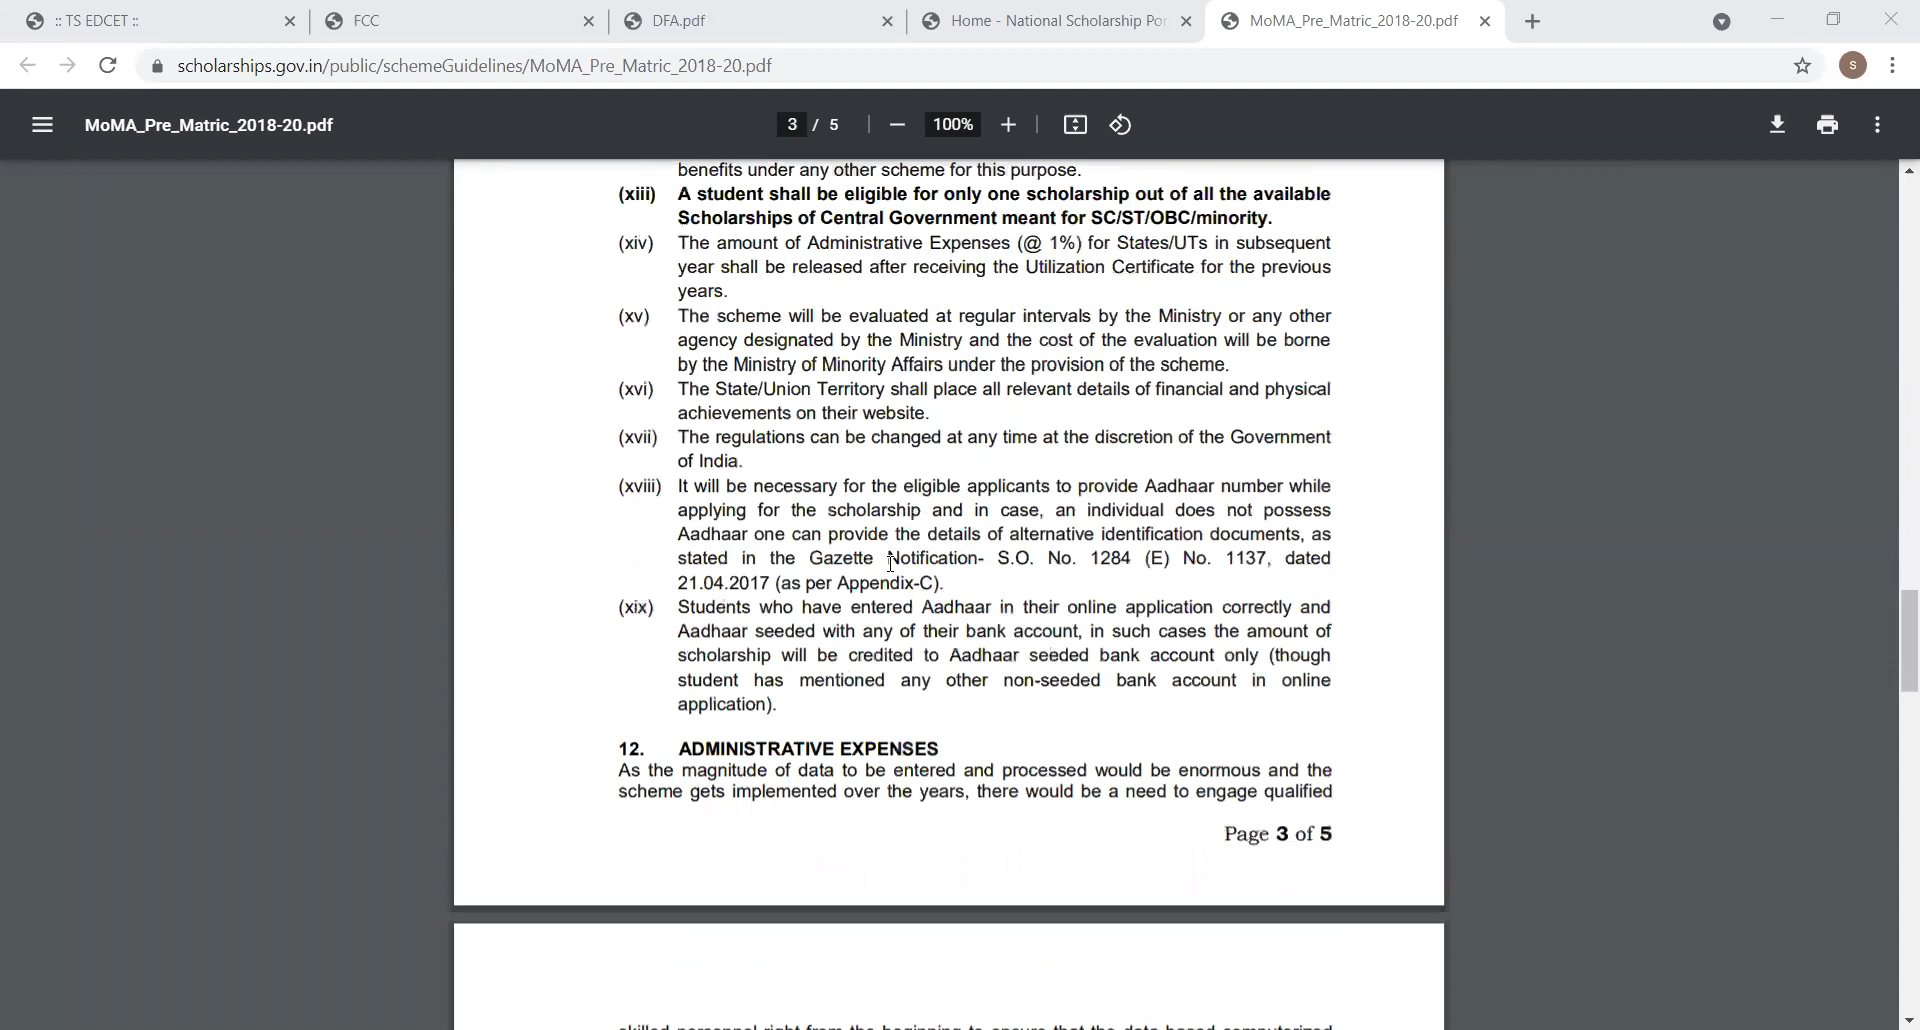 :: TS EDCET ::
FCC
DFA.pdf
Home - National Scholarship Por
MoMA_Pre_Matric_2018-20.pdf
scholarships.gov.in/public/schemeGuidelines/MoMA_Pre_Matric_2018-20.pdf
S
MoMA_Pre_Matric_2018-20.pdf
3 / 5
100%
benefits under any other scheme for this purpose.
(xiii) A student shall be eligible for only one scholarship out of all the available
Scholarships of Central Government meant for SC/ST/OBC/minority.
(xiv) The amount of Administrative Expenses (@ 1%) for States/UTs in subsequent
year shall be released after receiving the Utilization Certificate for the previous
years.
(xv) The scheme will be evaluated at regular intervals by the Ministry or any other
agency designated by the Ministry and the cost of the evaluation will be borne
by the Ministry of Minority Affairs under the provision of the scheme.
(xvi) The State/Union Territory shall place all relevant details of financial and physical
achievements on their website.
(xvii) The regulations can be changed at any time at the discretion of the Government
of India.
(xviii) It will be necessary for the eligible applicants to provide Aadhaar number while
applying for the scholarship and in case, an individual does not possess
Aadhaar one can provide the details of alternative identification documents, as
stated in the Gazette Notification- S.O. No. 1284 (E) No. 1137, dated
21.04.2017 (as per Appendix-C).
(xix) Students who have entered Aadhaar in their online application correctly and
Aadhaar seeded with any of their bank account, in such cases the amount of
scholarship will be credited to Aadhaar seeded bank account only (though
student has mentioned any other non-seeded bank account in online
application).
12. ADMINISTRATIVE EXPENSES
As the magnitude of data to be entered and processed would be enormous and the
scheme gets implemented over the years, there would be a need to engage qualified
Page 3 of 5
skilled personnel right from the beginning to ensure that the data based computerized